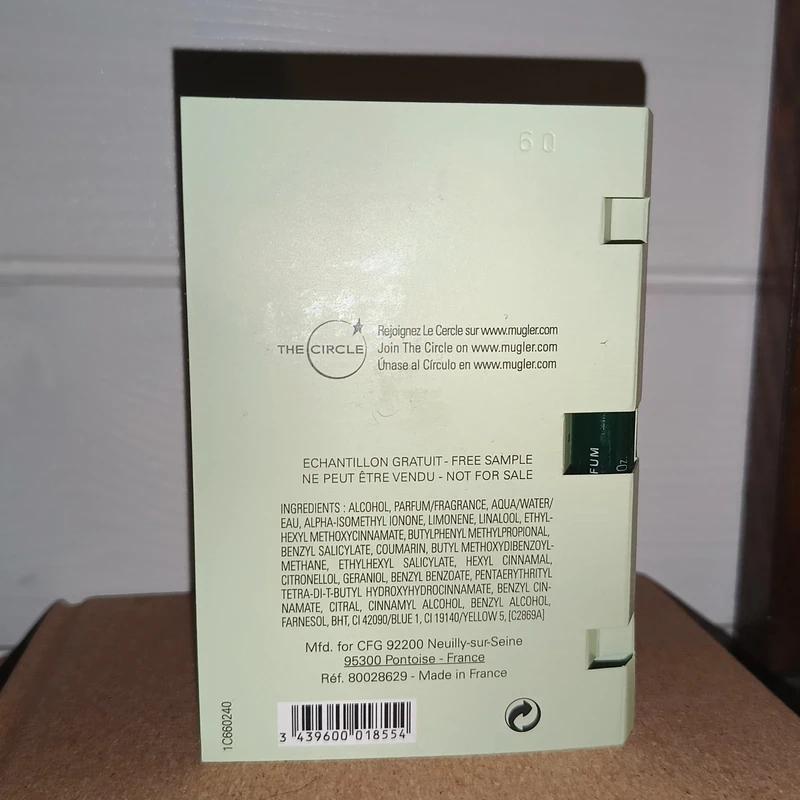 6Q
THE CIRCLE
Rejoignez Le Cercle sur www.mugler.com
Join The Circle on www.mugler.com
Únase al Círculo en www.mugler.com
FUM
Oz.
ECHANTILLON GRATUIT - FREE SAMPLE
NE PEUT ÊTRE VENDU - NOT FOR SALE
INGREDIENTS : ALCOHOL, PARFUM/FRAGRANCE, AQUA/WATER/
EAU, ALPHA-ISOMETHYL IONONE, LIMONENE, LINALOOL, ETHYL-
HEXYL METHOXYCINNAMATE, BUTYLPHENYL METHYLPROPIONAL,
BENZYL SALICYLATE, COUMARIN, BUTYL METHOXYDIBENZOYL-
METHANE, ETHYLHEXYL SALICYLATE, HEXYL CINNAMAL,
CITRONELLOL, GERANIOL, BENZYL BENZOATE, PENTAERYTHRITYL
TETRA-DI-T-BUTYL HYDROXYHYDROCINNAMATE, BENZYL CIN-
NAMATE, CITRAL, CINNAMYL ALCOHOL, BENZYL ALCOHOL,
FARNESOL, BHT, CI 42090/BLUE 1, CI 19140/YELLOW 5, [C2869A]
Mfd. for CFG 92200 Neuilly-sur-Seine
95300 Pontoise - France
Réf. 80028629 - Made in France
1C660240
3 439600 018554